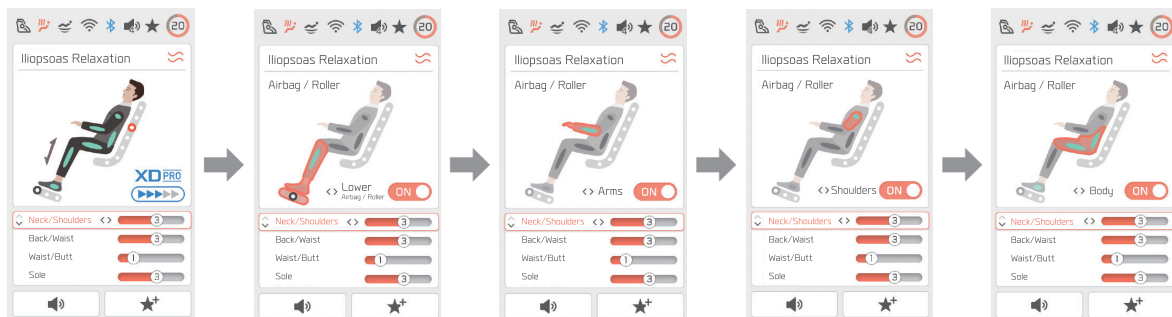 20
Iliopsoas Relaxation
XD PRO
Neck/Shoulders <> 3
Back/Waist 3
Waist/Butt 1
Sole 3
20
Iliopsoas Relaxation
Airbag / Roller
<> Lower ON
Airbag / Roller
Neck/Shoulders <> 3
Back/Waist 3
Waist/Butt 1
Sole 3
20
Iliopsoas Relaxation
Airbag / Roller
<> Arms ON
Neck/Shoulders <> 3
Back/Waist 3
Waist/Butt 1
Sole 3
20
Iliopsoas Relaxation
Airbag / Roller
<> Shoulders ON
Neck/Shoulders <> 3
Back/Waist 3
Waist/Butt 1
Sole 3
20
Iliopsoas Relaxation
Airbag / Roller
<> Body ON
Neck/Shoulders <> 3
Back/Waist 3
Waist/Butt 1
Sole 3